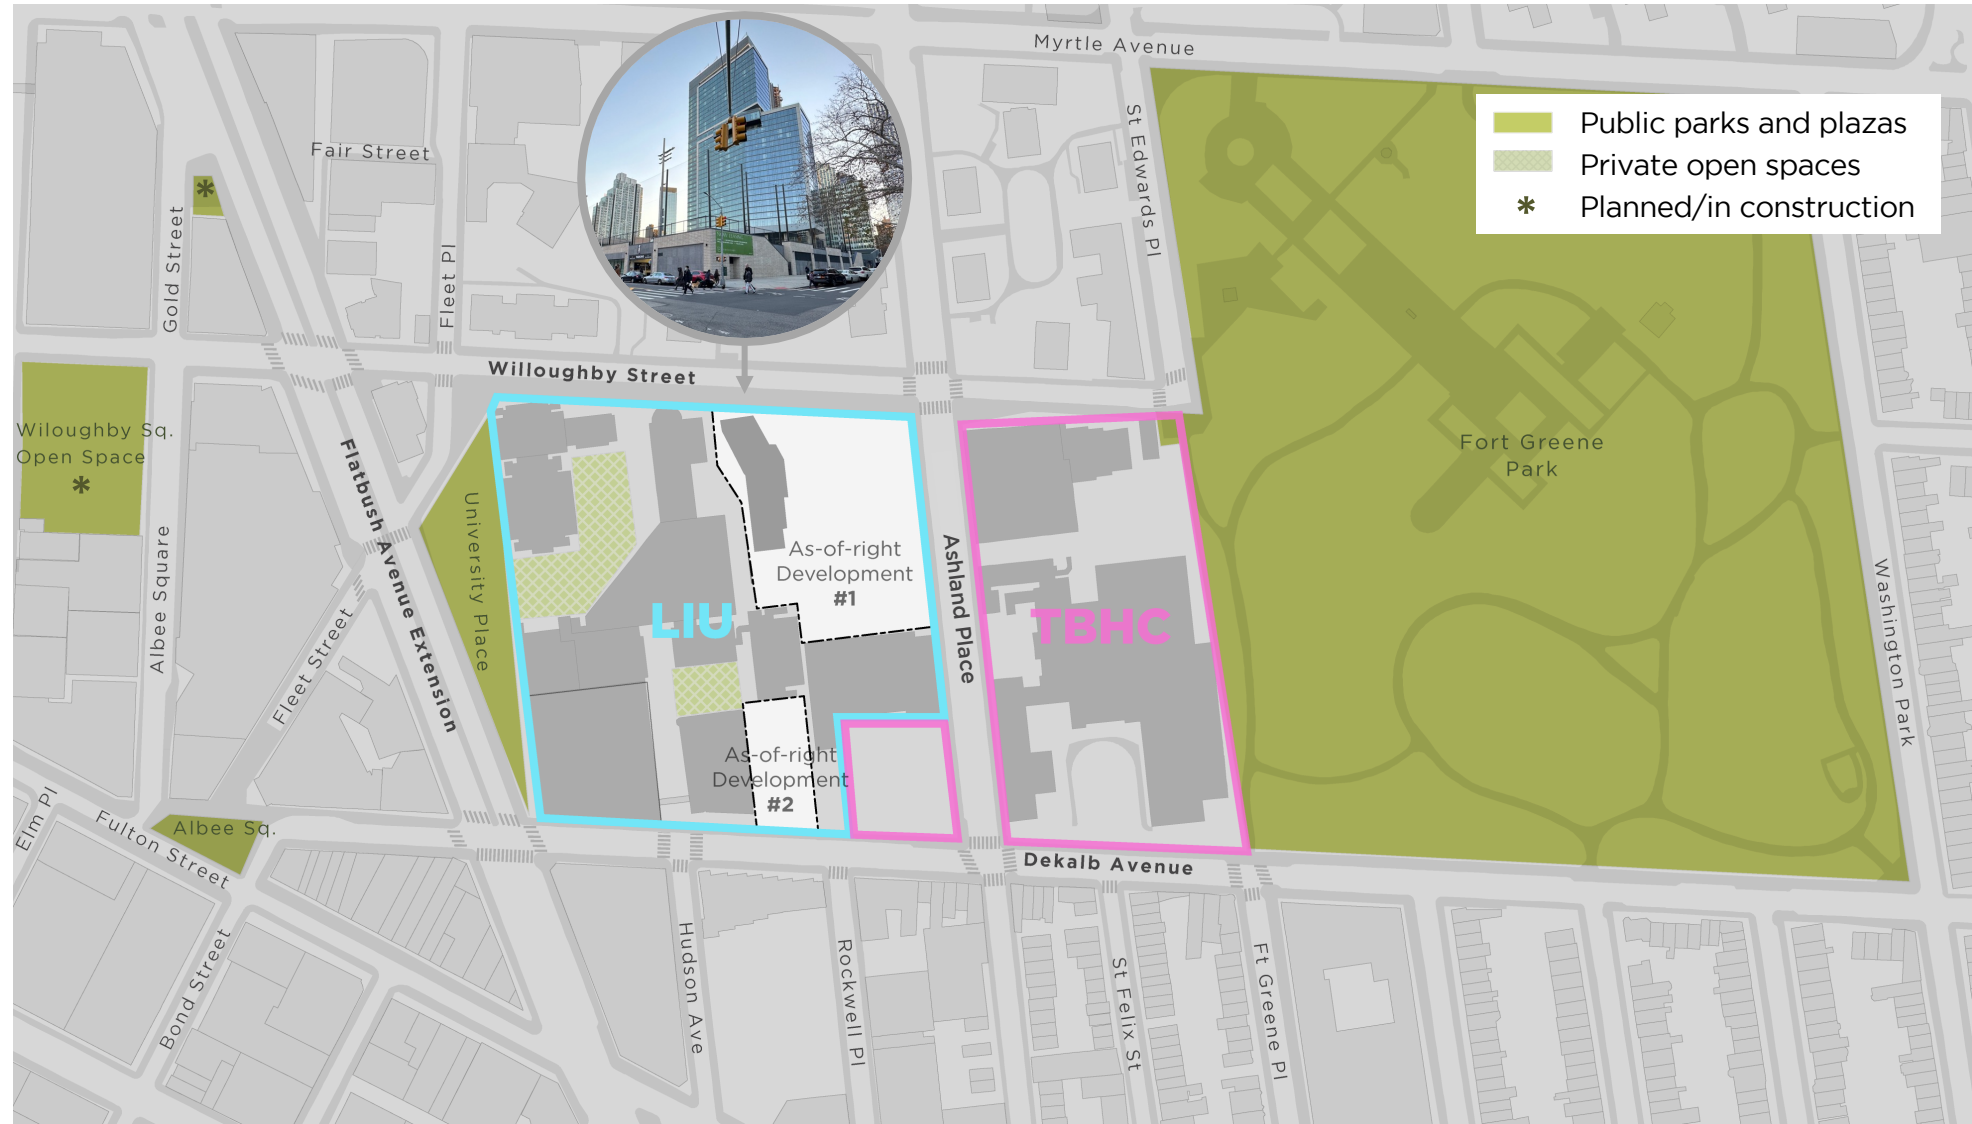 Myrtle Avenue
Public parks and plazas
Private open spaces
* Planned/in construction
Fair Street
*
Gold Street
Fleet Pl
St Edwards Pl
Willoughby Street
Wiloughby Sq.
Open Space
*
Flatbush Avenue Extension
University Place
Albee Square
Fleet Street
As-of-right
Development
#1
LIU
Ashland Place
TBHC
Fort Greene
Park
Washington Park
As-of-right
Development
#2
Elm Pl
Fulton Street
Albee Sq.
Dekalb Avenue
Bond Street
Hudson Ave
Rockwell Pl
St Felix St
Ft Greene Pl